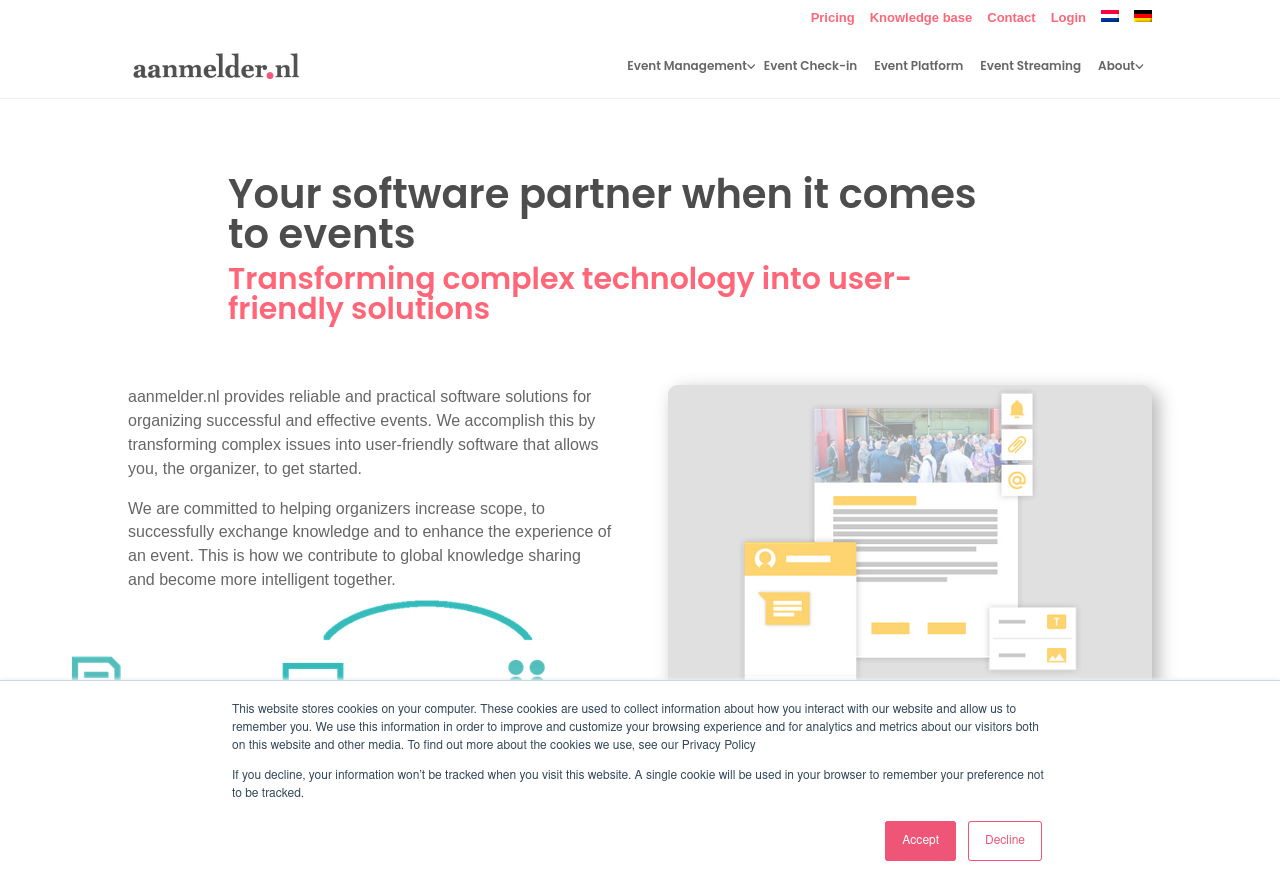 Pricing Knowledge base Contact Login
aanmelder.nl
Event Management Event Check-in Event Platform Event Streaming About
Your software partner when it comes
to events
Transforming complex technology into user-
friendly solutions
aanmelder.nl provides reliable and practical software solutions for
organizing successful and effective events. We accomplish this by
transforming complex issues into user-friendly software that allows
you, the organizer, to get started.
We are committed to helping organizers increase scope, to
successfully exchange knowledge and to enhance the experience of
an event. This is how we contribute to global knowledge sharing
and become more intelligent together.
T
This website stores cookies on your computer. These cookies are used to collect information about how you interact with our website and allow us to
remember you. We use this information in order to improve and customize your browsing experience and for analytics and metrics about our visitors both
on this website and other media. To find out more about the cookies we use, see our Privacy Policy
If you decline, your information won’t be tracked when you visit this website. A single cookie will be used in your browser to remember your preference not
to be tracked.
Accept Decline